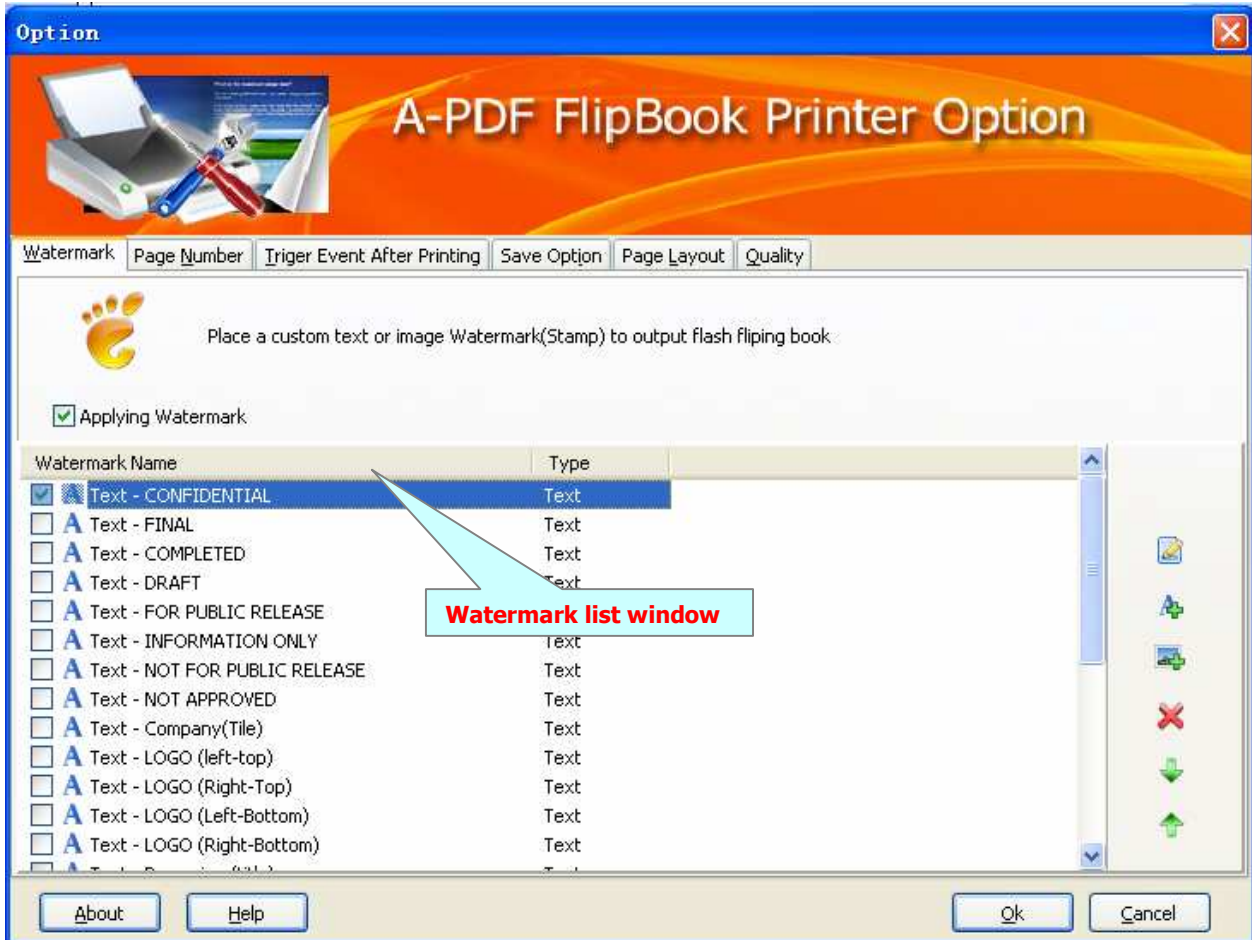 Option
A-PDF FlipBook Printer Option
Watermark Page Number Triger Event After Printing Save Option Page Layout Quality
Place a custom text or image Watermark(Stamp) to output flash fliping book
Applying Watermark
Watermark Name Type
Text - CONFIDENTIAL Text
Text - FINAL Text
Text - COMPLETED Text
Text - DRAFT Text
Text - FOR PUBLIC RELEASE
Watermark list window
Text - INFORMATION ONLY Text
Text - NOT FOR PUBLIC RELEASE Text
Text - NOT APPROVED Text
Text - Company(Tile) Text
Text - LOGO (left-top) Text
Text - LOGO (Right-Top) Text
Text - LOGO (Left-Bottom) Text
Text - LOGO (Right-Bottom) Text
About Help Ok Cancel